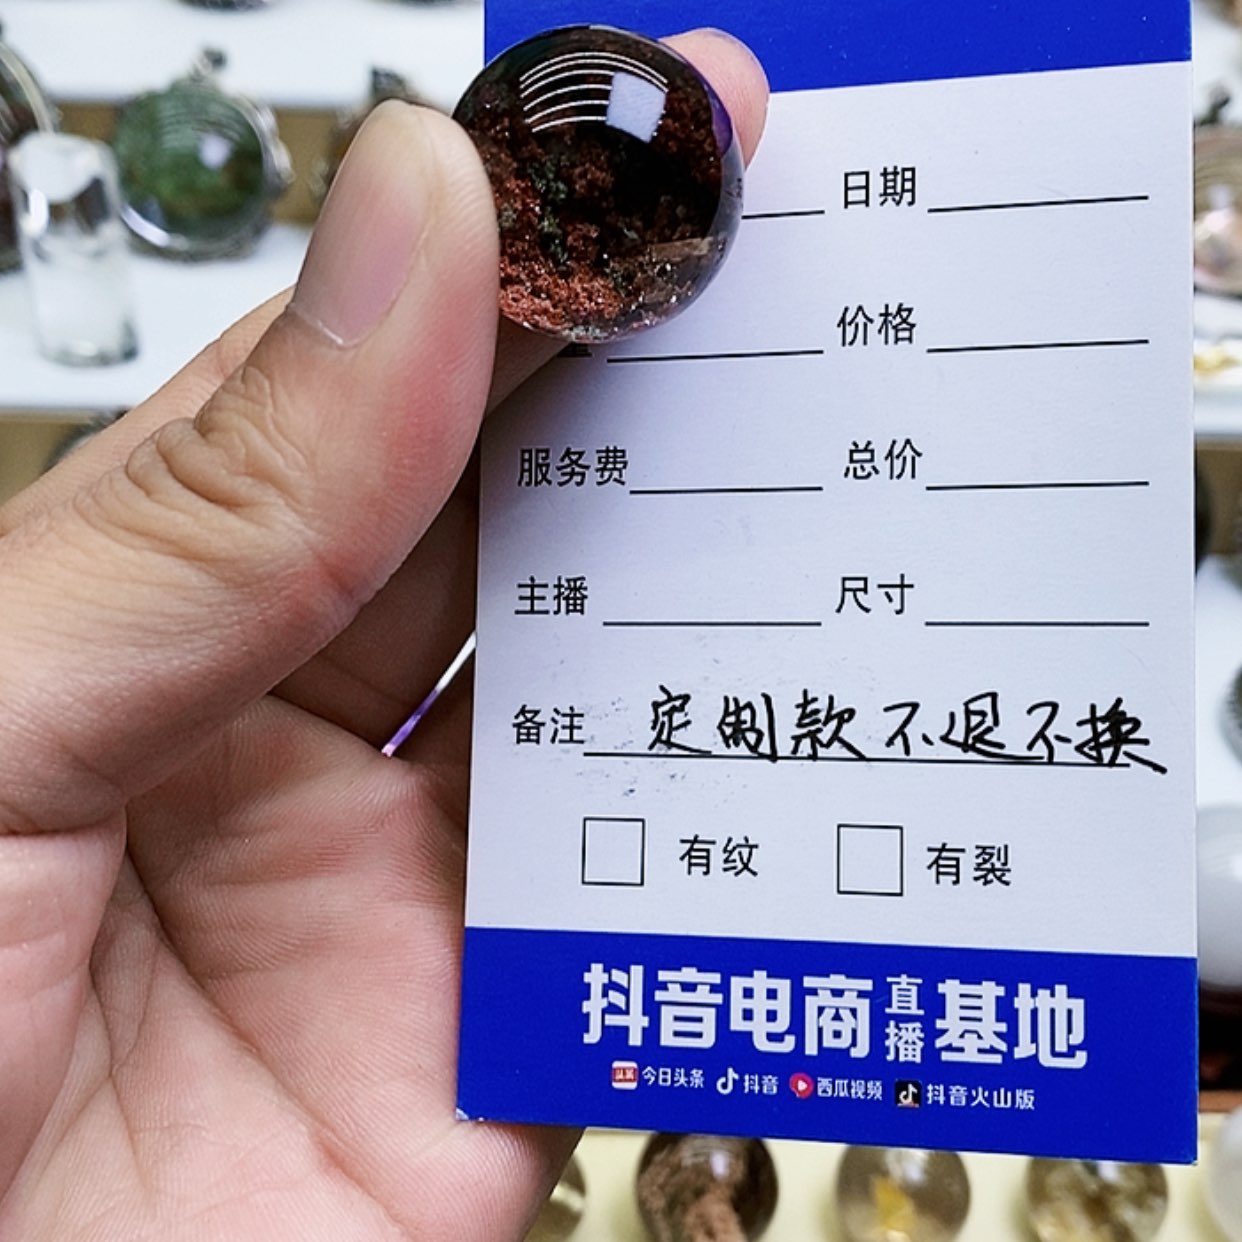 日期
价格
服务费 总价
主播 尺寸
备注 定制款不退不换
有纹 有裂
抖音电商直播基地
今日头条 抖音 西瓜视频 抖音火山版